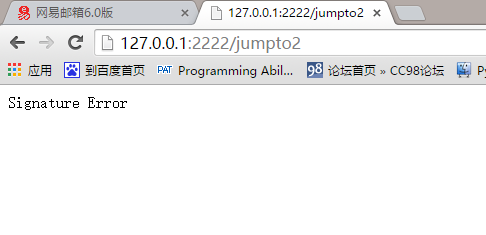 网易邮箱6.0版 127.0.0.1:2222/jumpto2
127.0.0.1:2222/jumpto2
应用 到百度首页 PAT Programming Abil... 98 论坛首页 » CC98论坛 Py
Signature Error